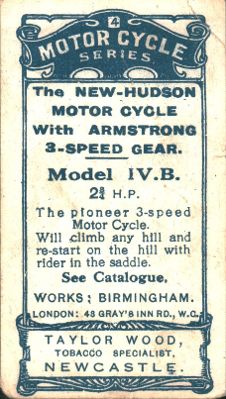 4
MOTOR CYCLE
SERIES
The NEW-HUDSON
MOTOR CYCLE
With ARMSTRONG
3-SPEED GEAR.
Model IV.B.
2¾ H.P.
The pioneer 3-speed
Motor Cycle.
Will climb any hill and
re-start on the hill with
rider in the saddle.
See Catalogue.
WORKS; BIRMINGHAM.
LONDON: 43 GRAY'S INN RD., W.C.
TAYLOR WOOD,
TOBACCO SPECIALIST,
NEWCASTLE.